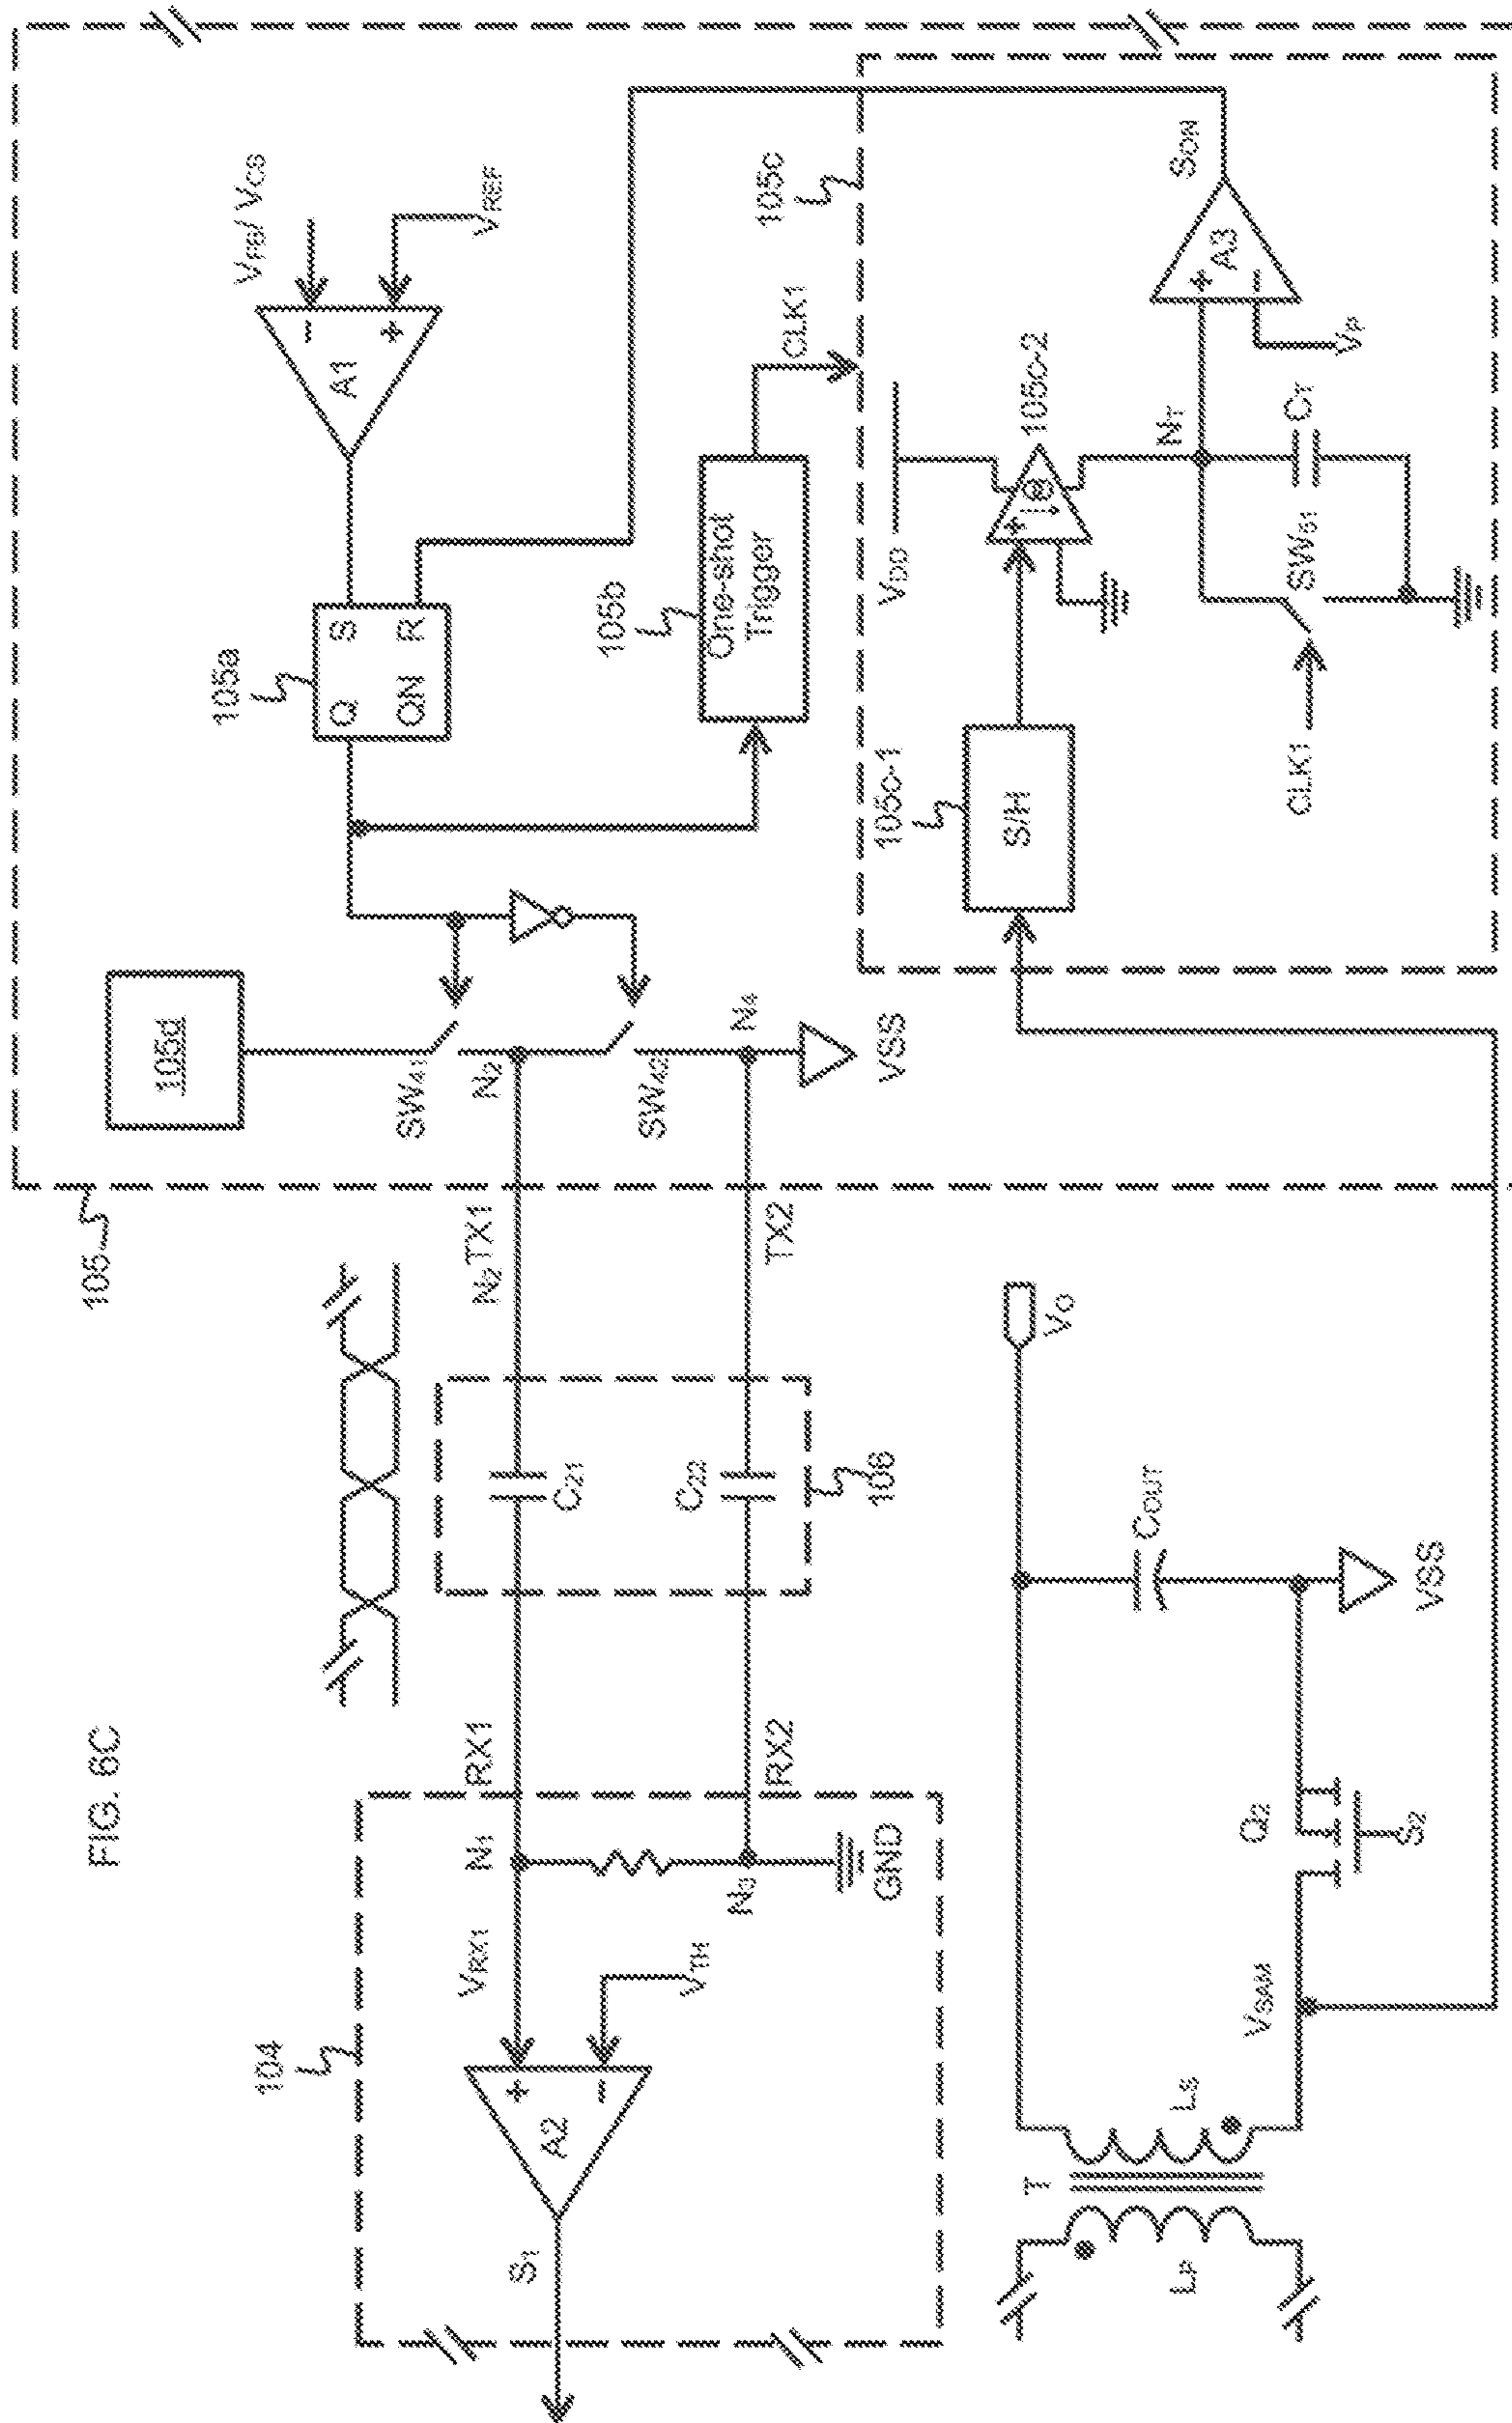 FIG. 6C
104
S1
A2
+
−
VRX1
VTH
N1
N3
GND
RX1
RX2
C21
C22
106
N2 TX1
TX2
105
105d
SW41
N2
SW42
N4
VSS
105a
Q
S
QN
R
A1
−
+
VFB/ VCS
VREF
105b
One-shot
Trigger
CLK1
105c
105c-1
S/H
VDD
+
105c-2
NT
CT
SW51
CLK1
A3
+
−
VP
SON
T
LP
LS
VSAM
Q2
S2
COUT
VSS
VO